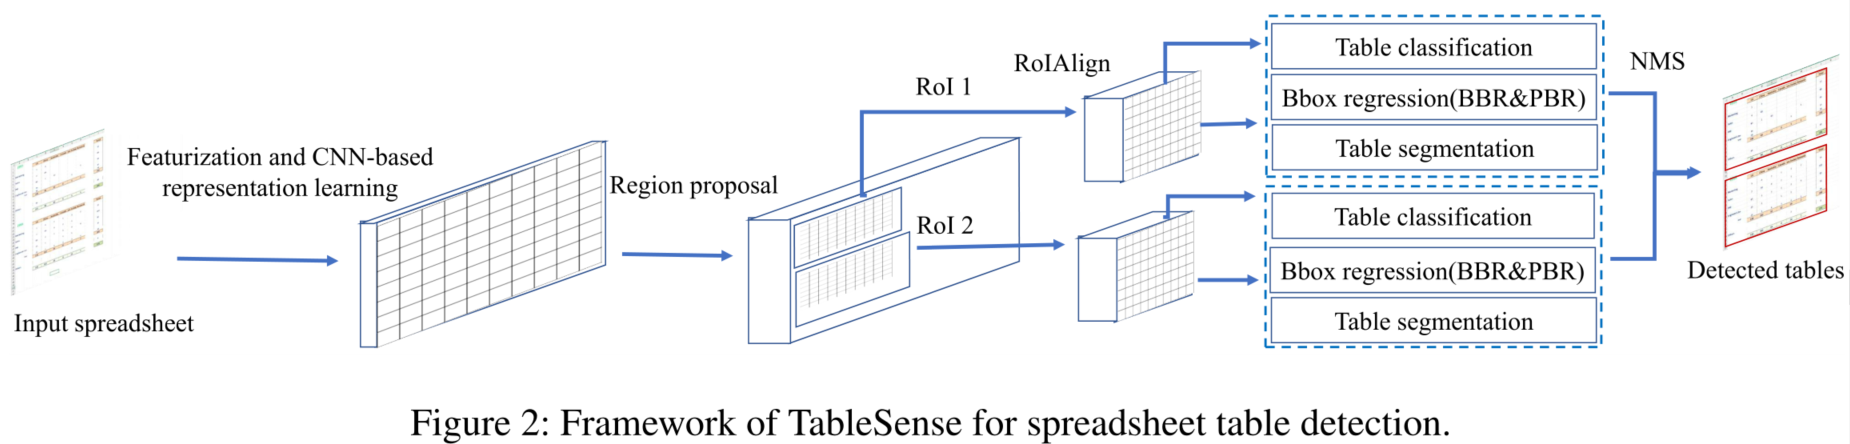 Input spreadsheet
Featurization and CNN-based
representation learning
Region proposal
RoI 1
RoI 2
RoIAlign
Table classification
Bbox regression(BBR&PBR)
Table segmentation
Table classification
Bbox regression(BBR&PBR)
Table segmentation
NMS
Detected tables
Figure 2: Framework of TableSense for spreadsheet table detection.